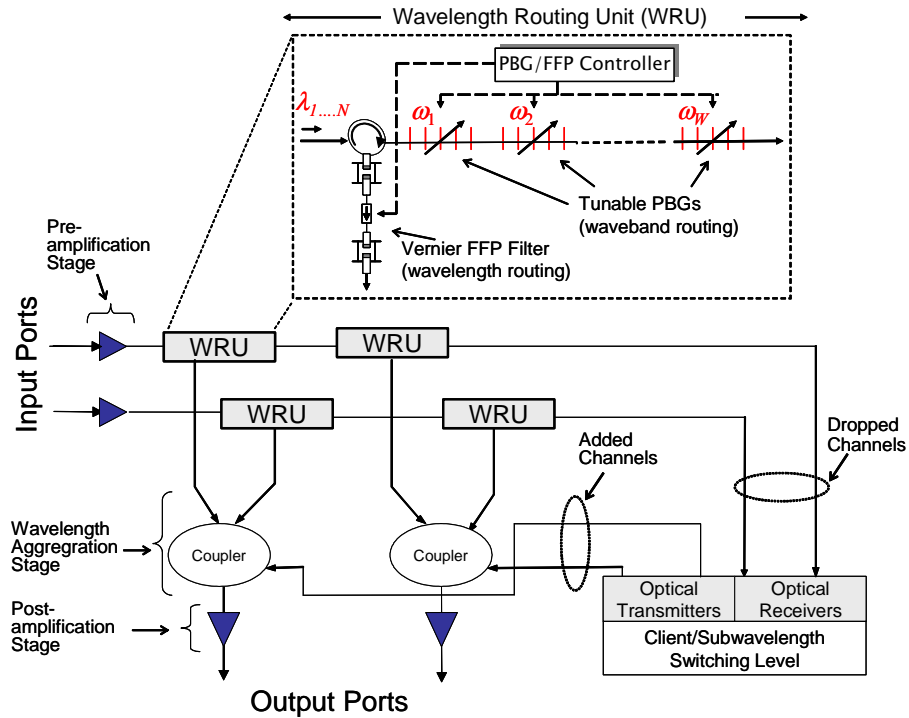 Wavelength Routing Unit (WRU)
PBG/FFP Controller
λ1....N
ω1
ω2
ωW
Tunable PBGs
(waveband routing)
Vernier FFP Filter
(wavelength routing)
Pre-
amplification
Stage
Input Ports
WRU
WRU
WRU
WRU
Added
Channels
Dropped
Channels
Wavelength
Aggregration
Stage
Coupler
Coupler
Optical
Transmitters
Optical
Receivers
Client/Subwavelength
Switching Level
Post-
amplification
Stage
Output Ports